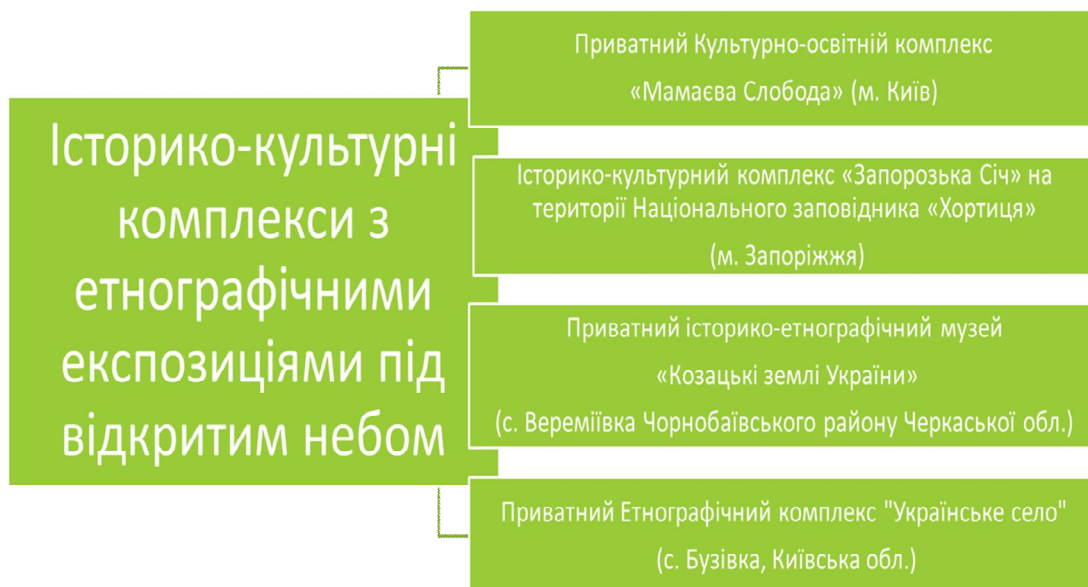 Історико-культурні
комплекси з
етнографічними
експозиціями під
відкритим небом
Приватний Культурно-освітній комплекс
«Мамаєва Слобода» (м. Київ)
Історико-культурний комплекс «Запорозька Січ» на
території Національного заповідника «Хортиця»
(м. Запоріжжя)
Приватний історико-етнографічний музей
«Козацькі землі України»
(с. Вереміївка Чорнобаївського району Черкаської обл.)
Приватний Етнографічний комплекс "Українське село"
(с. Бузівка, Київська обл.)